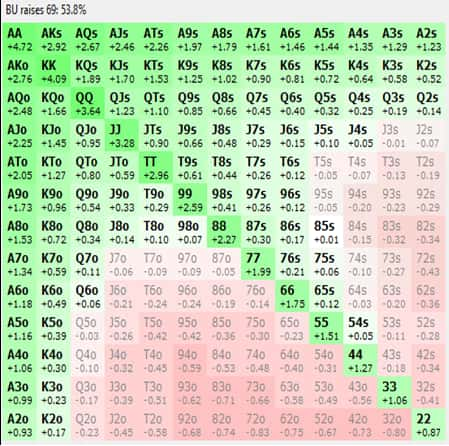 BU raises 69: 53.8%
AA AKs AQs AJs ATs A9s A8s A7s A6s A5s A4s A3s A2s
+4.72 +2.92 +2.67 +2.46 +2.26 +1.97 +1.79 +1.61 +1.46 +1.44 +1.35 +1.29 +1.23
AKo KK KQs KJs KTs K9s K8s K7s K6s K5s K4s K3s K2s
+2.76 +4.09 +1.89 +1.70 +1.53 +1.25 +1.02 +0.90 +0.81 +0.72 +0.64 +0.58 +0.52
AQo KQo QQ QJs QTs Q9s Q8s Q7s Q6s Q5s Q4s Q3s Q2s
+2.48 +1.66 +3.64 +1.23 +1.10 +0.85 +0.66 +0.45 +0.40 +0.32 +0.25 +0.19 +0.14
AJo KJo QJo JJ JTs J9s J8s J7s J6s J5s J4s J3s J2s
+2.25 +1.45 +0.95 +3.28 +0.90 +0.66 +0.48 +0.29 +0.15 +0.10 +0.05 -0.01 -0.07
ATo KTo QTo JTo TT T9s T8s T7s T6s T5s T4s T3s T2s
+2.05 +1.27 +0.80 +0.59 +2.96 +0.61 +0.44 +0.26 +0.12 -0.05 -0.07 -0.13 -0.19
A9o K9o Q9o J9o T9o 99 98s 97s 96s 95s 94s 93s 92s
+1.73 +0.96 +0.54 +0.33 +0.29 +2.59 +0.41 +0.26 +0.12 -0.05 -0.20 -0.23 -0.29
A8o K8o Q8o J8o T8o 98o 88 87s 86s 85s 84s 83s 82s
+1.53 +0.72 +0.34 +0.14 +0.10 +0.07 +2.27 +0.30 +0.17 +0.01 -0.15 -0.32 -0.34
A7o K7o Q7o J7o T7o 97o 87o 77 76s 75s 74s 73s 72s
+1.34 +0.59 +0.11 -0.06 -0.09 -0.09 -0.05 +1.99 +0.21 +0.06 -0.10 -0.27 -0.43
A6o K6o Q6o J6o T6o 96o 86o 76o 66 65s 64s 63s 62s
+1.18 +0.49 +0.06 -0.21 -0.24 -0.24 -0.19 -0.14 +1.75 +0.12 -0.03 -0.20 -0.36
A5o K5o Q5o J5o T5o 95o 85o 75o 65o 55 54s 53s 52s
+1.16 +0.39 -0.03 -0.26 -0.42 -0.42 -0.36 -0.30 -0.23 +1.51 +0.05 -0.11 -0.28
A4o K4o Q4o J4o T4o 94o 84o 74o 64o 54o 44 43s 42s
+1.06 +0.30 -0.10 -0.32 -0.45 -0.59 -0.53 -0.48 -0.40 -0.31 +1.27 -0.18 -0.34
A3o K3o Q3o J3o T3o 93o 83o 73o 63o 53o 43o 33 32s
+0.99 +0.23 -0.17 -0.39 -0.51 -0.62 -0.71 -0.66 -0.58 -0.49 -0.56 +1.06 -0.41
A2o K2o Q2o J2o T2o 92o 82o 72o 62o 52o 42o 32o 22
+0.93 +0.17 -0.23 -0.45 -0.58 -0.68 -0.74 -0.83 -0.75 -0.67 -0.73 -0.80 +0.87